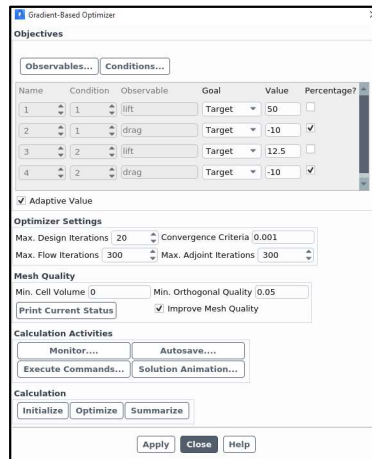 Gradient-Based Optimizer
Objectives
Observables... Conditions...
Name Condition Observable Goal Value Percentage?
1 1 lift Target 50
2 1 drag Target -10
3 2 lift Target 12.5
4 2 drag Target -10
Adaptive Value
Optimizer Settings
Max. Design Iterations 20 Convergence Criteria 0.001
Max. Flow Iterations 300 Max. Adjoint Iterations 300
Mesh Quality
Min. Cell Volume 0 Min. Orthogonal Quality 0.05
Print Current Status Improve Mesh Quality
Calculation Activities
Monitor.... Autosave....
Execute Commands... Solution Animation...
Calculation
Initialize Optimize Summarize
Apply Close Help